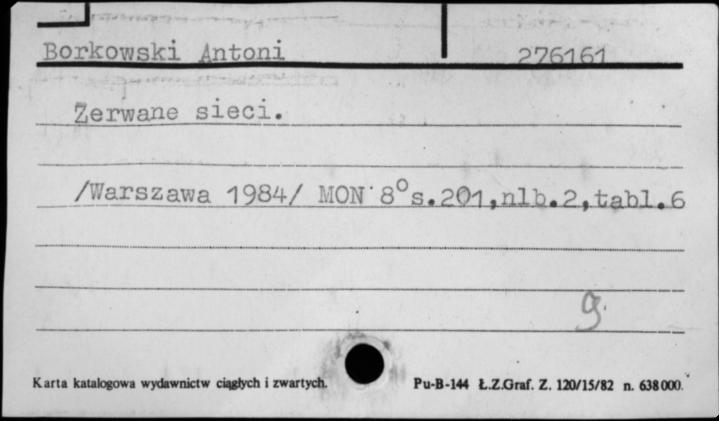 Borkowski Antoni 276161
Zerwane sieci.
/Warszawa 1984/ MON 8° s.201,nlb.2,tabl.6
g
Karta katalogowa wydawnictw ciągłych i zwartych. Pu-B-144 Ł.Z.Graf. Z. 120/15/82 n. 638000.